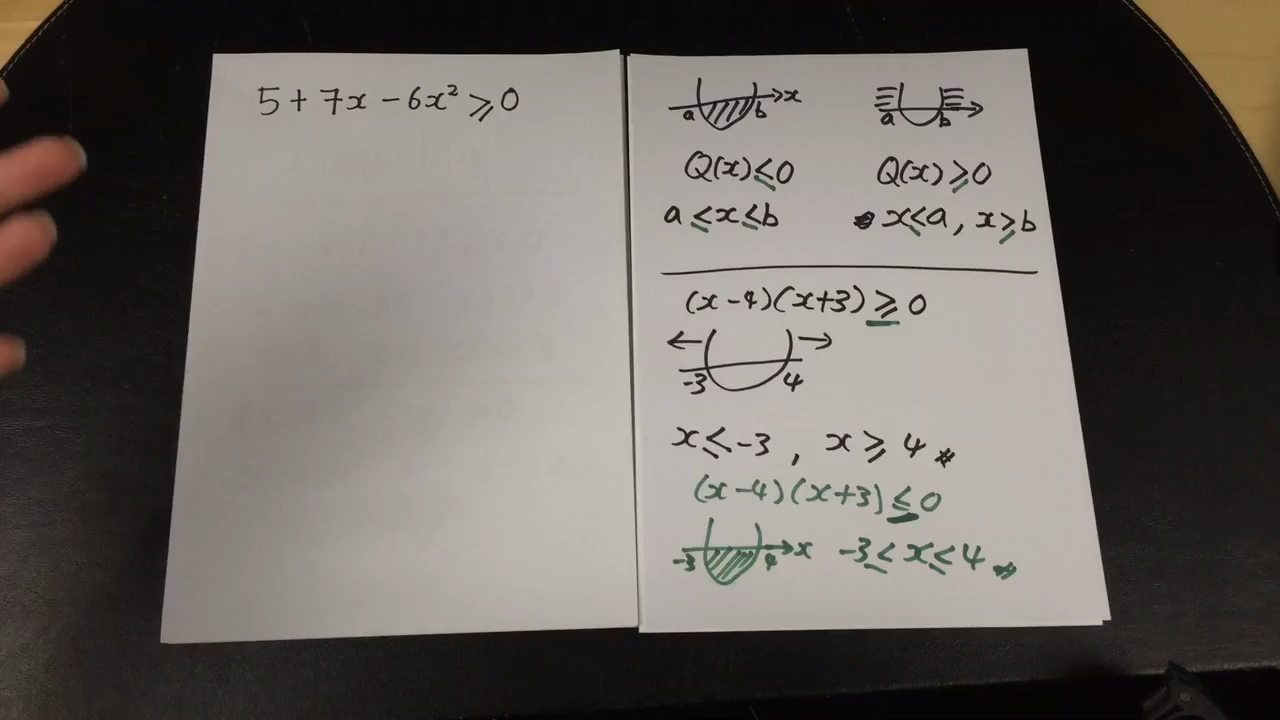 5 + 7x - 6x² ⩾ 0
a b x a b
Q(x) ≤ 0 Q(x) ⩾ 0
a ≤ x ≤ b x ≤ a, x ⩾ b
(x-4)(x+3) ⩾ 0
-3 4
x ≤ -3, x ⩾ 4
(x-4)(x+3) ≤ 0
-3 4 x -3 ≤ x ≤ 4